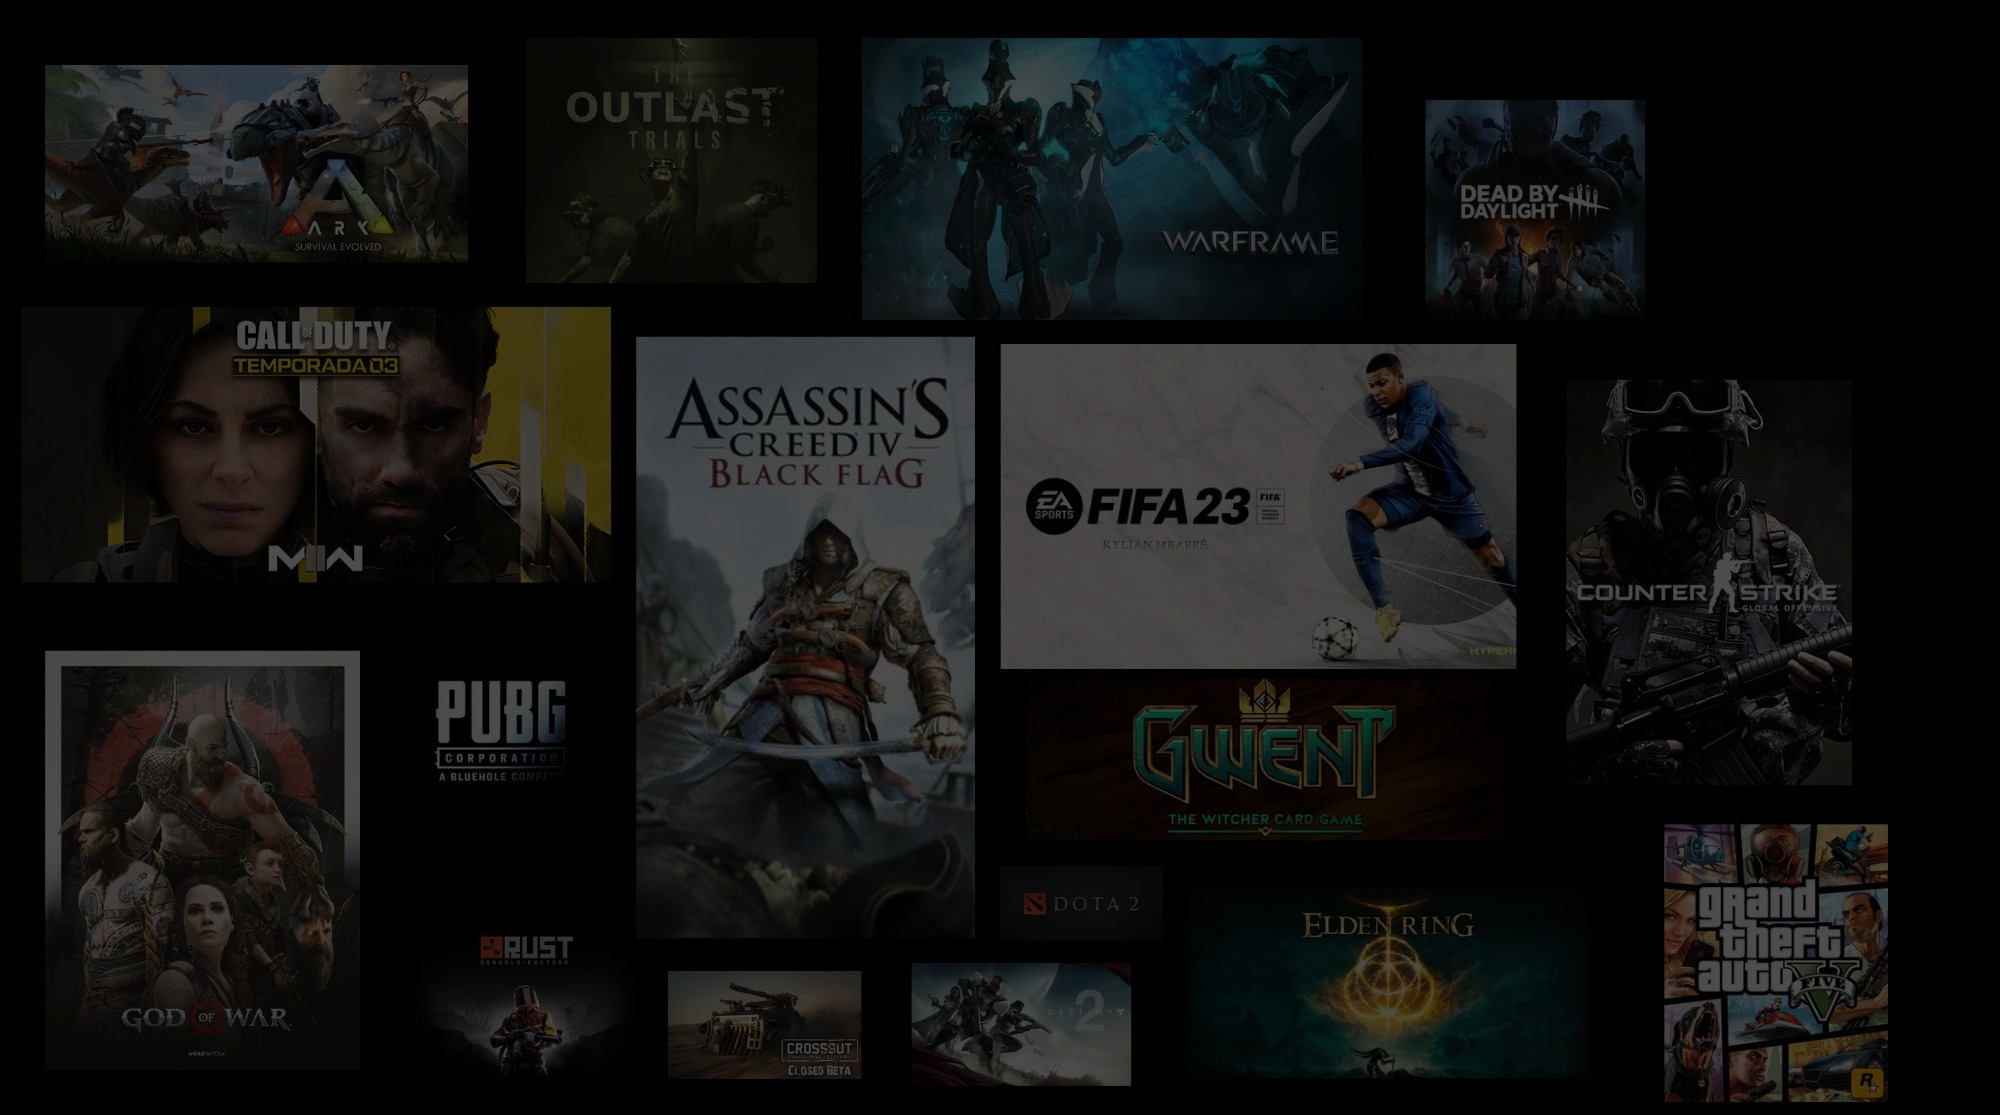 THE
OUTLAST
TRIALS
ARK
SURVIVAL EVOLVED
WARFRAME
DEAD BY
DAYLIGHT
CALL OF DUTY
TEMPORADA 03
MIIW
ASSASSIN'S
CREED IV
BLACK FLAG
EA
SPORTS
FIFA 23
FIFA
KYLIAN MBAPPÉ
HYPER
COUNTER STRIKE
GLOBAL OFFENSIVE
GOD OF WAR
PUBG
CORPORATION
A BLUEHOLE COMPANY
GWENT
THE WITCHER CARD GAME
DOTA 2
ELDEN RING
grand
theft
auto
V
FIVE
R
RUST
CONSOLE EDITION
CROSSOUT
CLOSED BETA
DESTINY
2